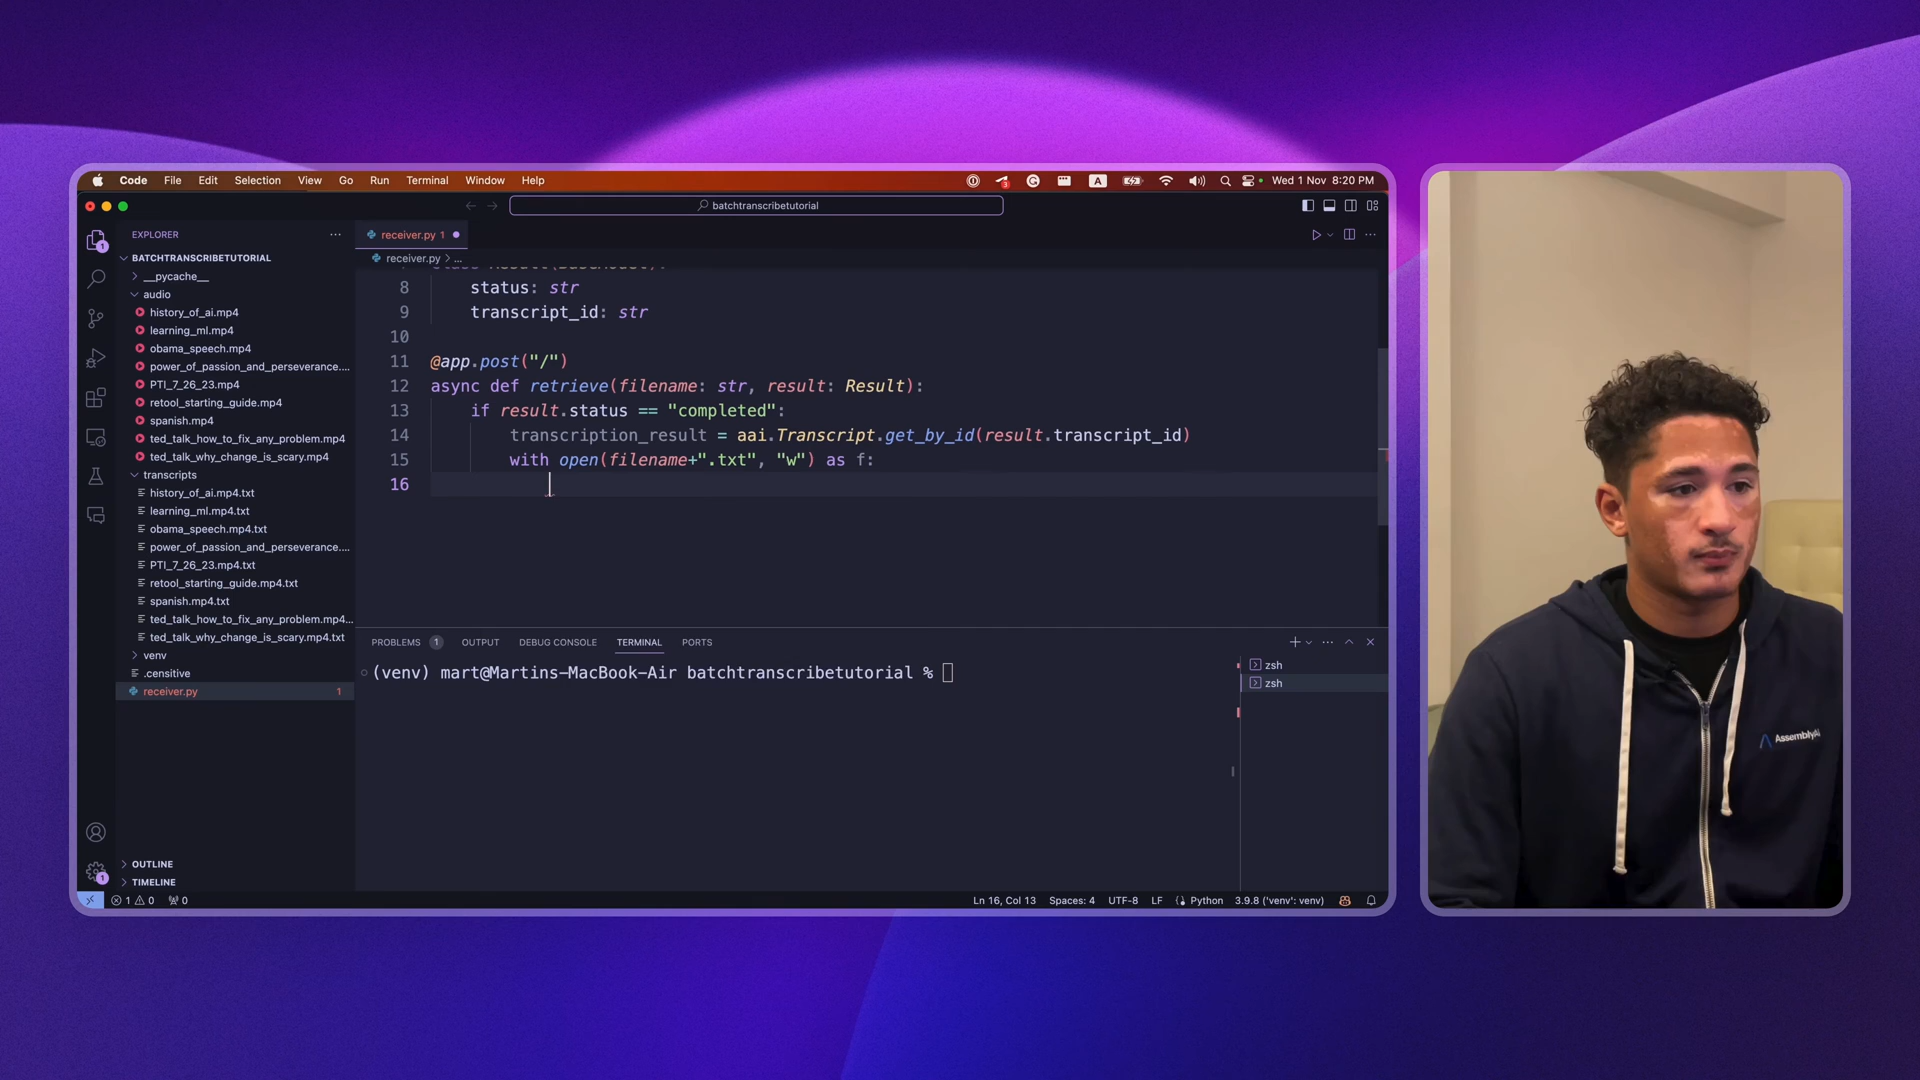 Code File Edit Selection View Go Run Terminal Window Help
3
A
Wed 1 Nov 8:20 PM
batchtranscribetutorial
EXPLORER
receiver.py 1
BATCHTRANSCRIBETUTORIAL
receiver.py > ...
__pycache__
audio
history_of_ai.mp4
learning_ml.mp4
obama_speech.mp4
power_of_passion_and_perseverance....
PTI_7_26_23.mp4
retool_starting_guide.mp4
spanish.mp4
ted_talk_how_to_fix_any_problem.mp4
ted_talk_why_change_is_scary.mp4
transcripts
history_of_ai.mp4.txt
learning_ml.mp4.txt
obama_speech.mp4.txt
power_of_passion_and_perseverance....
PTI_7_26_23.mp4.txt
retool_starting_guide.mp4.txt
spanish.mp4.txt
ted_talk_how_to_fix_any_problem.mp4...
ted_talk_why_change_is_scary.mp4.txt
venv
.censitive
receiver.py 1
OUTLINE
TIMELINE
1
1
8 status: str
9 transcript_id: str
10
11 @app.post("/")
12 async def retrieve(filename: str, result: Result):
13 if result.status == "completed":
14 transcription_result = aai.Transcript.get_by_id(result.transcript_id)
15 with open(filename+".txt", "w") as f:
16
PROBLEMS 1 OUTPUT DEBUG CONSOLE TERMINAL PORTS
(venv) mart@Martins-MacBook-Air batchtranscribetutorial %
zsh
zsh
1 0 0
Ln 16, Col 13 Spaces: 4 UTF-8 LF Python 3.9.8 ('venv': venv)
AssemblyAI